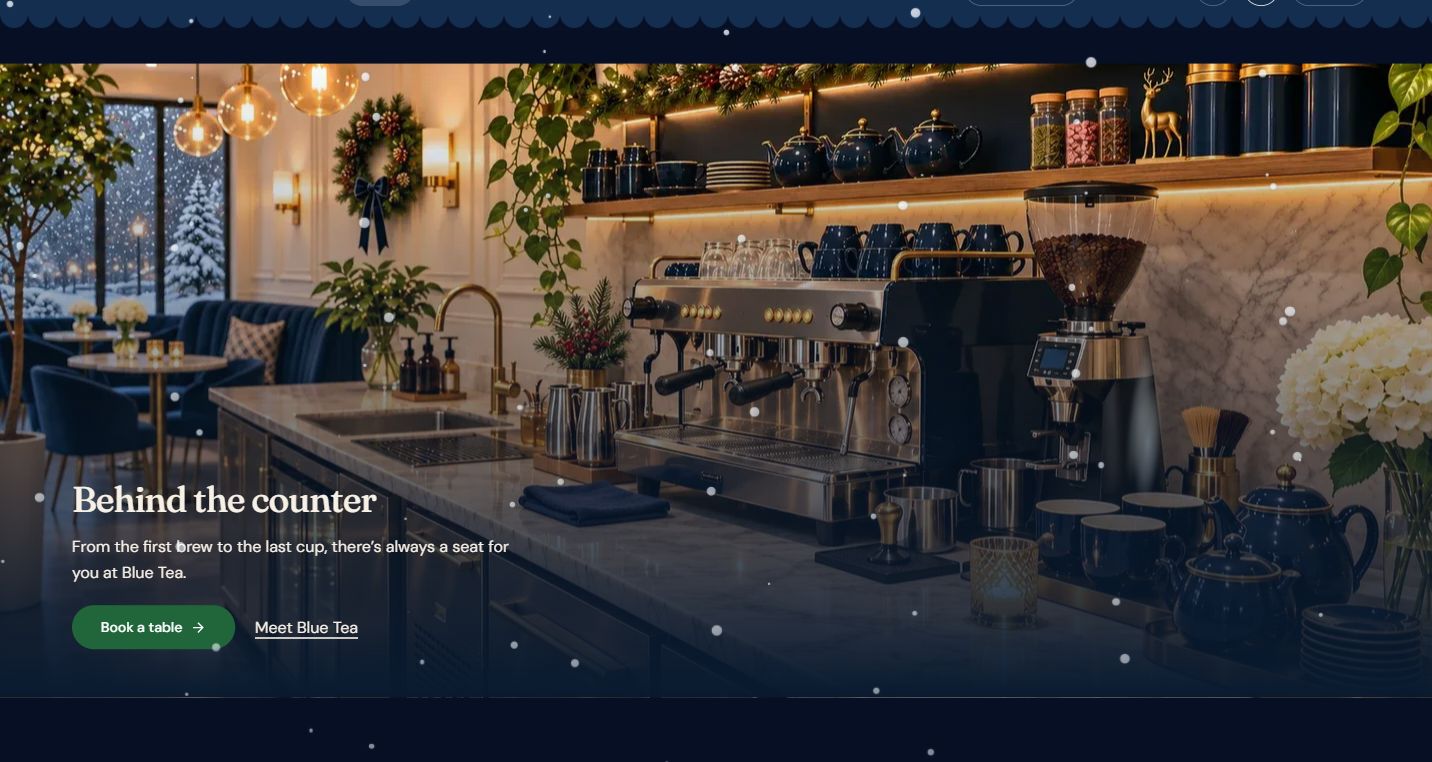 Behind the counter
From the first brew to the last cup, there’s always a seat for
you at Blue Tea.
Book a table →
Meet Blue Tea